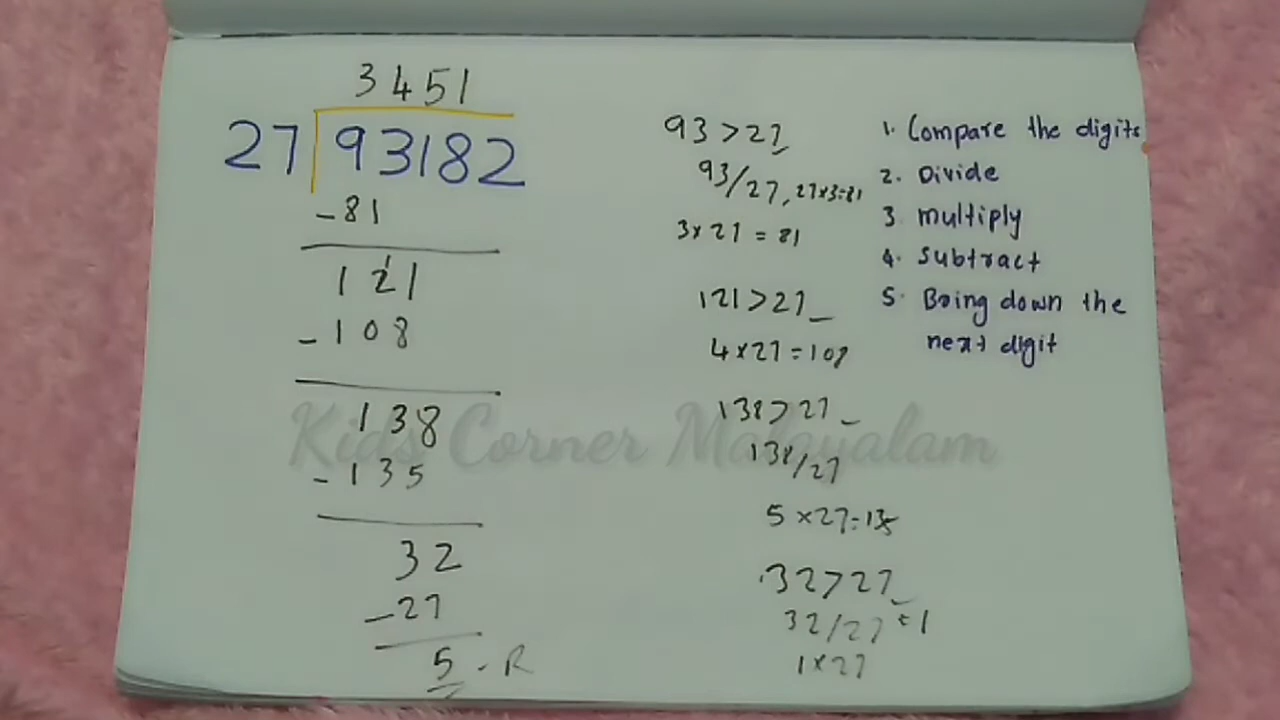 3451
27 93182
-81
121
-108
138
-135
32
-27
5 - R
93 > 27
93/27, 27x3=81
3x27 = 81
121 > 27
4x27=108
138 > 27
138/27
5 x27=135
32 > 27
32/27 = 1
1x27
1. Compare the digits
2. Divide
3. multiply
4. Subtract
5. Bring down the
next digit
Kids Corner Malayalam